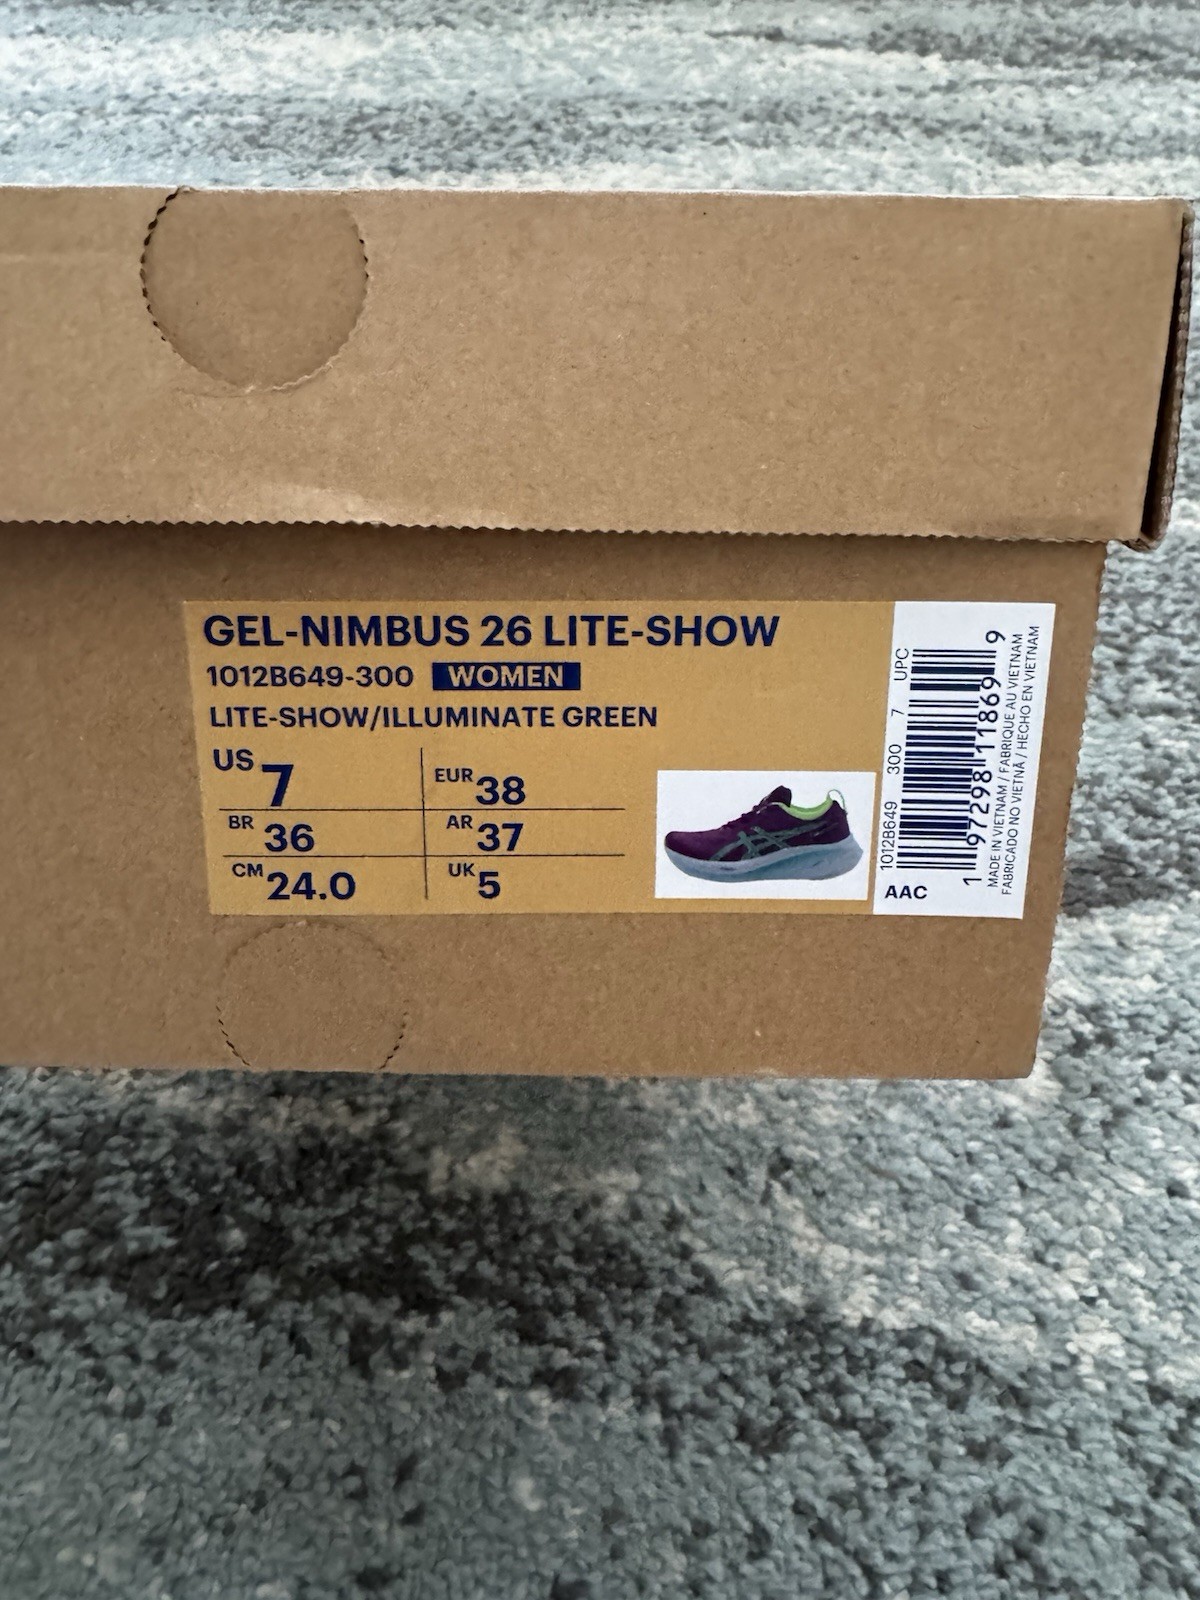 GEL-NIMBUS 26 LITE-SHOW
1012B649-300 WOMEN
LITE-SHOW/ILLUMINATE GREEN
US 7 EUR 38
BR 36 AR 37
CM 24.0 UK 5
1012B649 300 7 UPC
1 97298 11869 9
MADE IN VIETNAM / FABRIQUE AU VIETNAM
FABRICADO NO VIETNÃ / HECHO EN VIETNAM
AAC